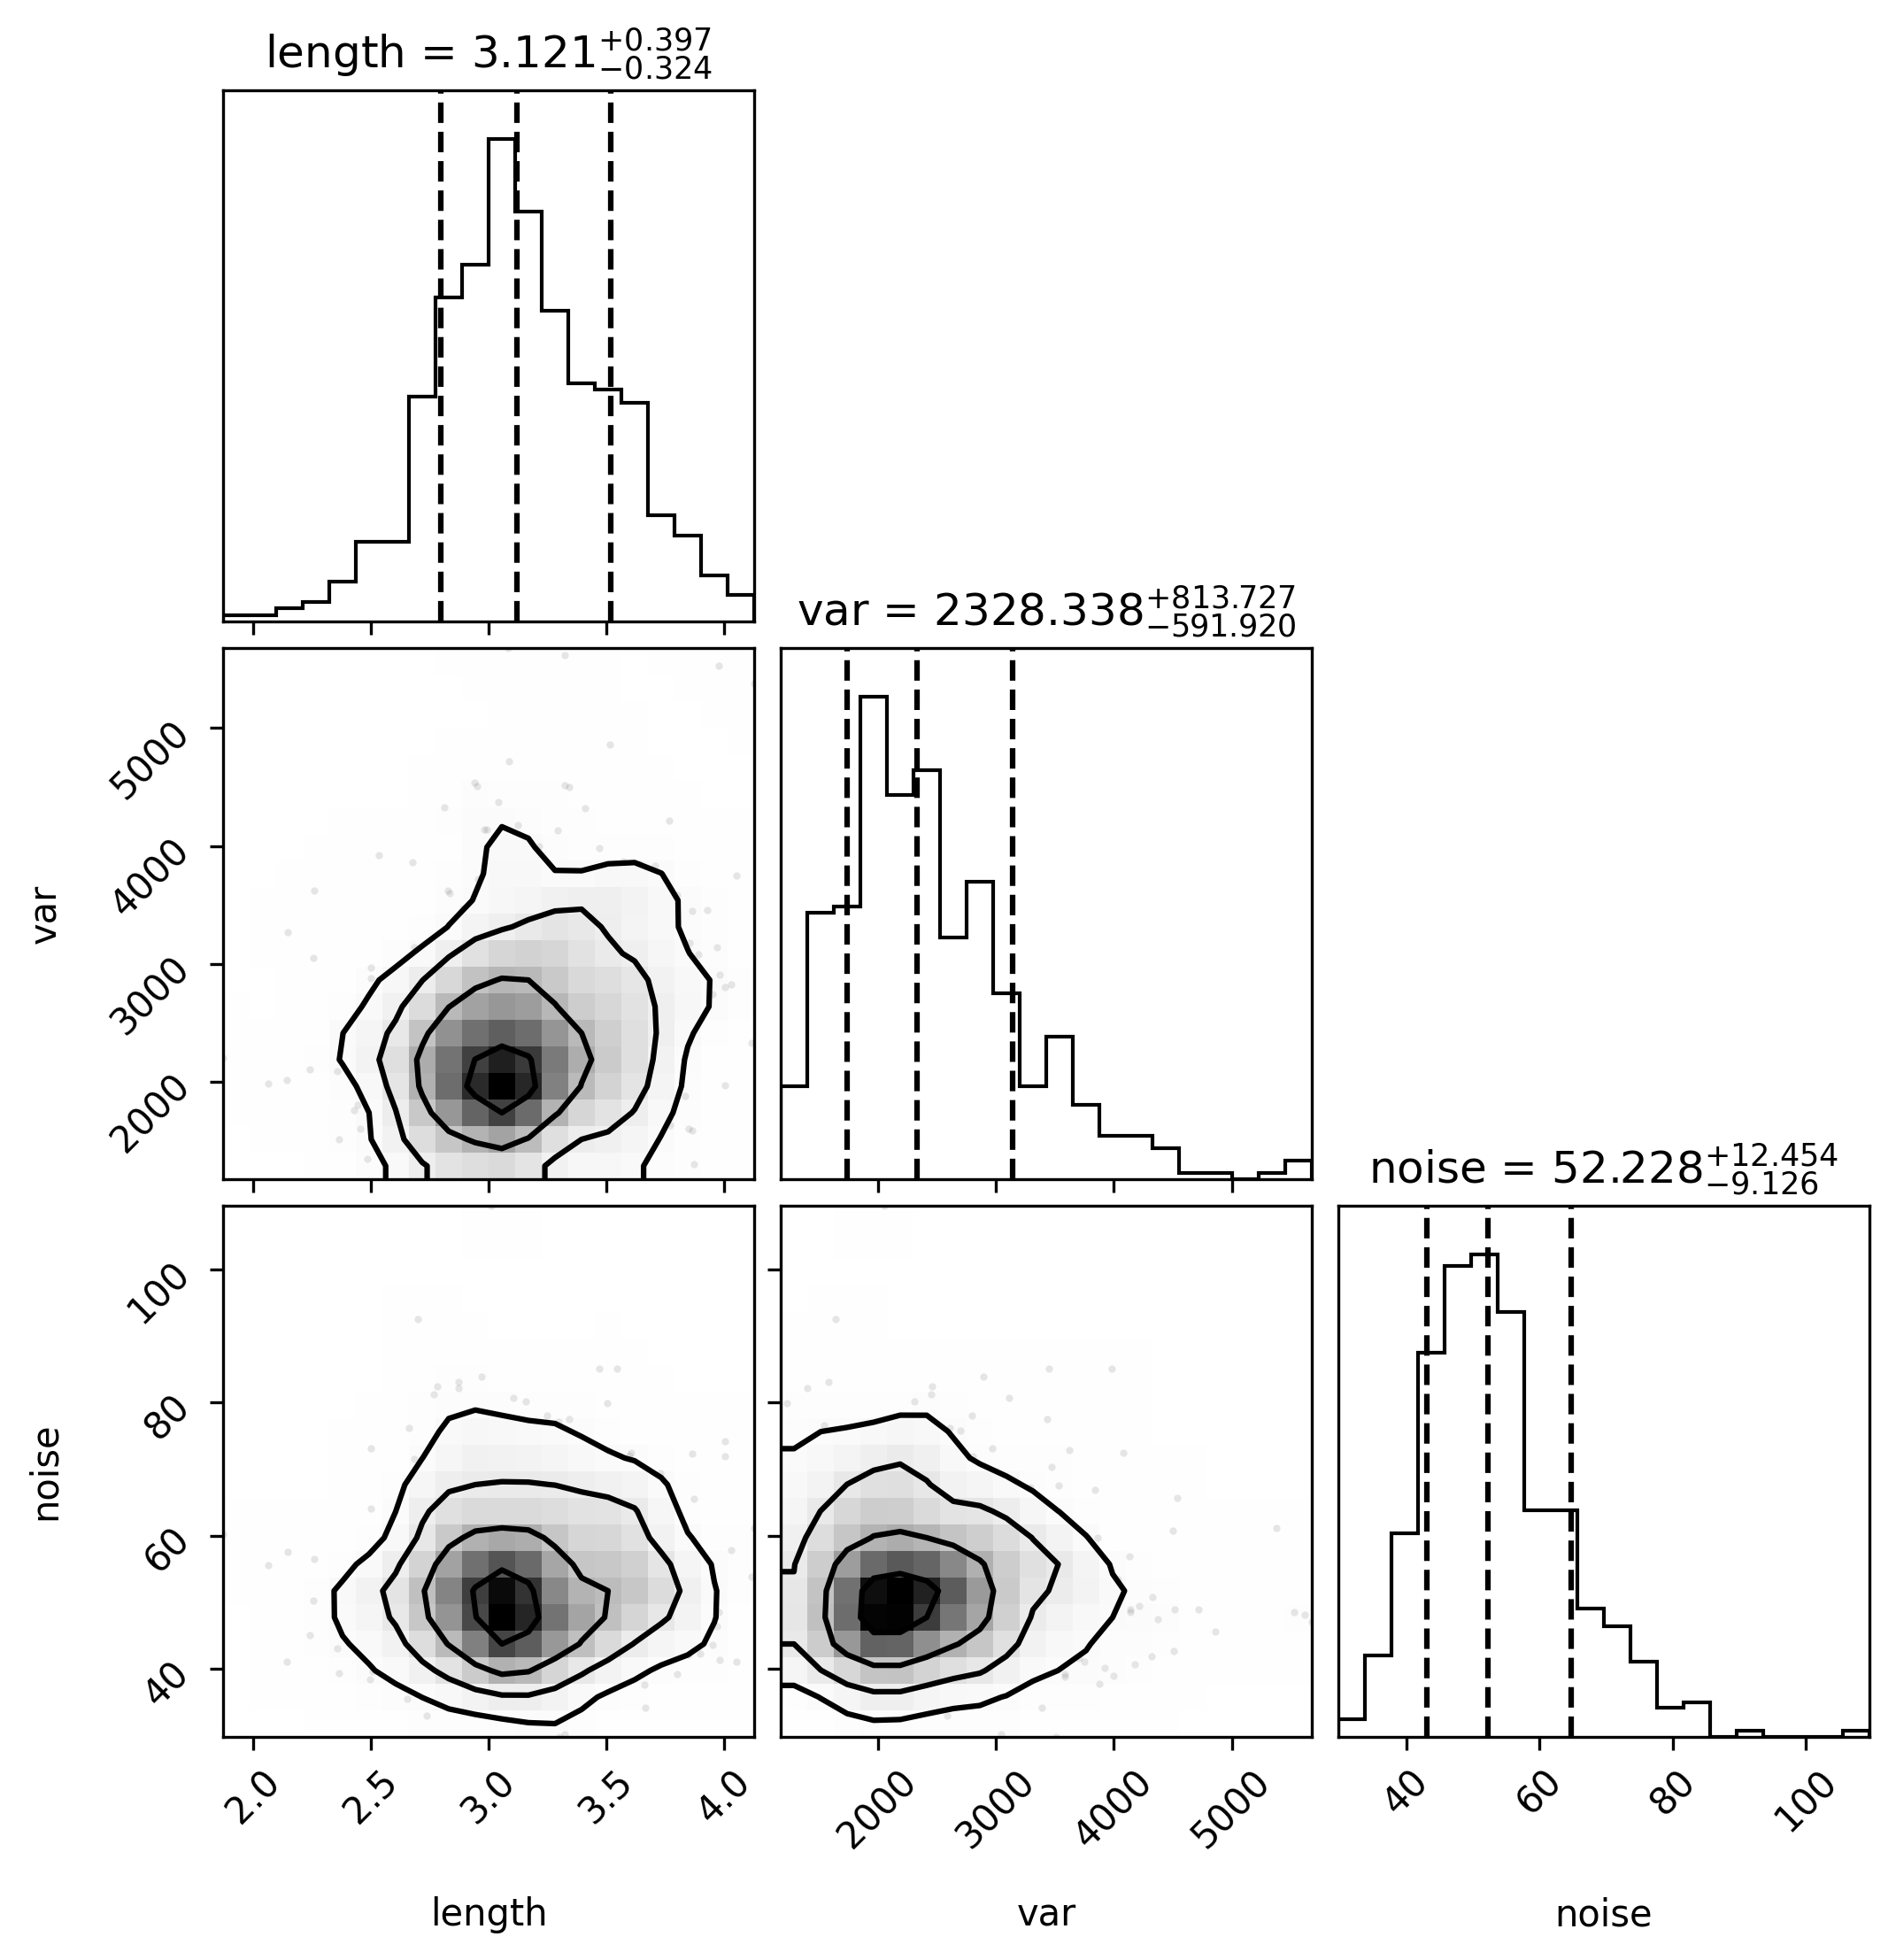 length = 3.121+0.397−0.324
var = 2328.338+813.727−591.920
5000
4000
3000
2000
var
noise = 52.228+12.454−9.126
100
80
60
40
noise
2.0 2.5 3.0 3.5 4.0 2000 3000 4000 5000 40 60 80 100
length var noise